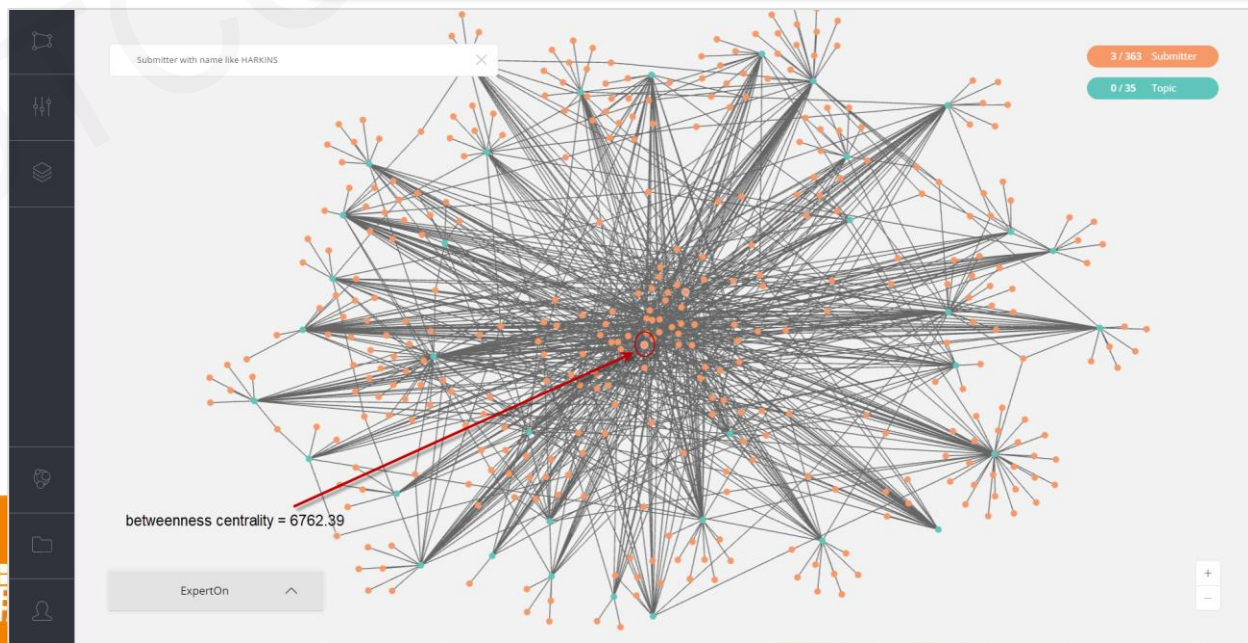 Submitter with name like HARKINS
3 / 363 Submitter
0 / 35 Topic
betweenness centrality = 6762.39
ExpertOn